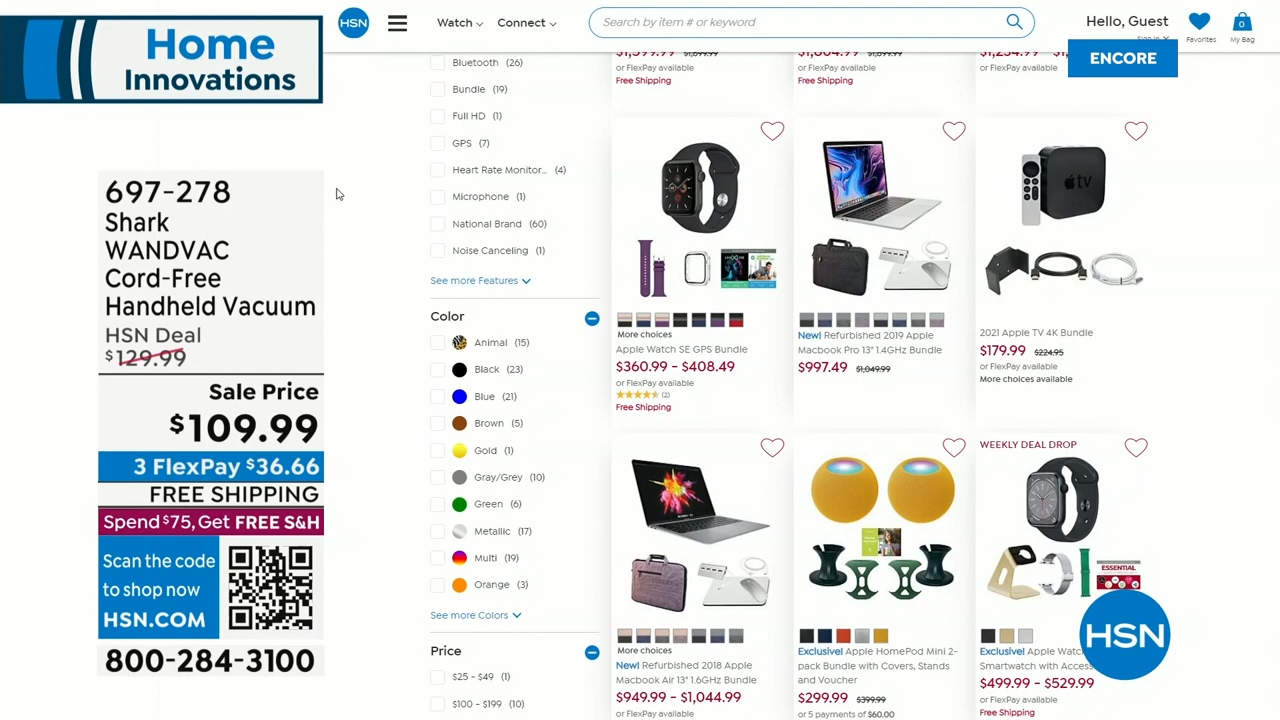 Home
Innovations
697-278
Shark
WANDVAC
Cord-Free
Handheld Vacuum
HSN Deal
$129.99
Sale Price
$109.99
3 FlexPay $36.66
FREE SHIPPING
Spend $75, Get FREE S&H
Scan the code
to shop now
HSN.COM
800-284-3100
HSN
Watch
Connect
Search by item # or keyword
Hello, Guest
Favorites
0
My Bag
ENCORE
Bluetooth (26)
Bundle (19)
Full HD (1)
GPS (7)
Heart Rate Monitor... (4)
Microphone (1)
National Brand (60)
Noise Canceling (1)
See more Features
Color
Animal (15)
Black (23)
Blue (21)
Brown (5)
Gold (1)
Gray/Grey (10)
Green (6)
Metallic (17)
Multi (19)
Orange (3)
See more Colors
Price
$25 - $49 (1)
$100 - $199 (10)
or FlexPay available
Free Shipping
or FlexPay available
Free Shipping
or FlexPay available
More choices
Apple Watch SE GPS Bundle
$360.99 - $408.49
or FlexPay available
(2)
Free Shipping
New! Refurbished 2019 Apple
Macbook Pro 13" 1.4GHz Bundle
$997.49 $1,049.99
tv
2021 Apple TV 4K Bundle
$179.99 $224.95
or FlexPay available
More choices available
More choices
New! Refurbished 2018 Apple
Macbook Air 13" 1.6GHz Bundle
$949.99 - $1,044.99
or FlexPay available
Exclusive! Apple HomePod Mini 2-
pack Bundle with Covers, Stands
and Voucher
$299.99 $399.99
or 5 payments of $60.00
WEEKLY DEAL DROP
ESSENTIAL
Exclusive! Apple
Smartwatch with
$499.99 - $529.99
Free Shipping
HSN